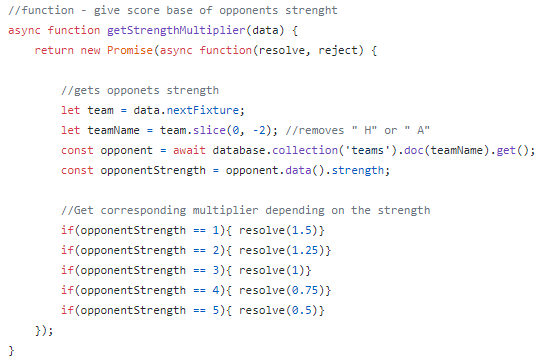 //function - give score base of opponents strenght
async function getStrengthMultiplier(data) {
return new Promise(async function(resolve, reject) {
//gets opponets strength
let team = data.nextFixture;
let teamName = team.slice(0, -2); //removes " H" or " A"
const opponent = await database.collection('teams').doc(teamName).get();
const opponentStrength = opponent.data().strength;
//Get corresponding multiplier depending on the strength
if(opponentStrength == 1){ resolve(1.5)}
if(opponentStrength == 2){ resolve(1.25)}
if(opponentStrength == 3){ resolve(1)}
if(opponentStrength == 4){ resolve(0.75)}
if(opponentStrength == 5){ resolve(0.5)}
});
}